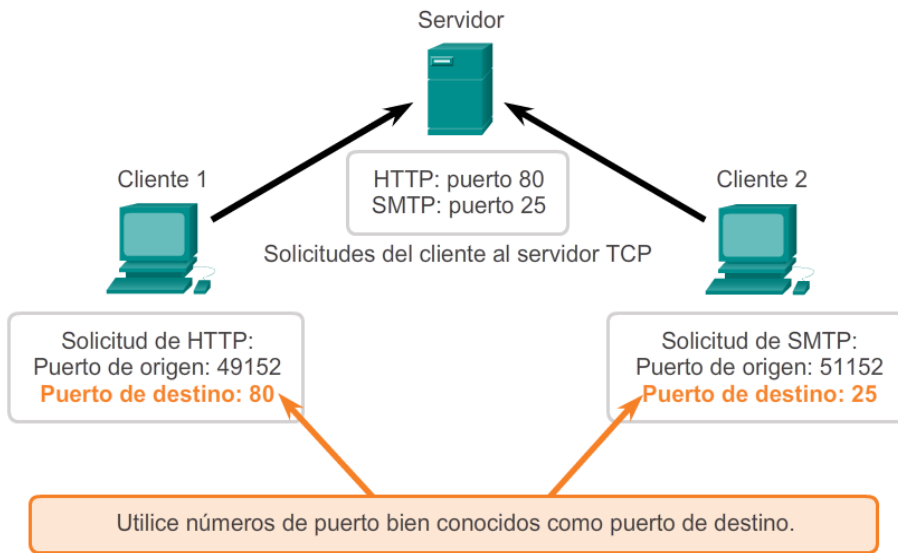 Servidor
Cliente 1
HTTP: puerto 80
SMTP: puerto 25
Cliente 2
Solicitudes del cliente al servidor TCP
Solicitud de HTTP:
Puerto de origen: 49152
Puerto de destino: 80
Solicitud de SMTP:
Puerto de origen: 51152
Puerto de destino: 25
Utilice números de puerto bien conocidos como puerto de destino.